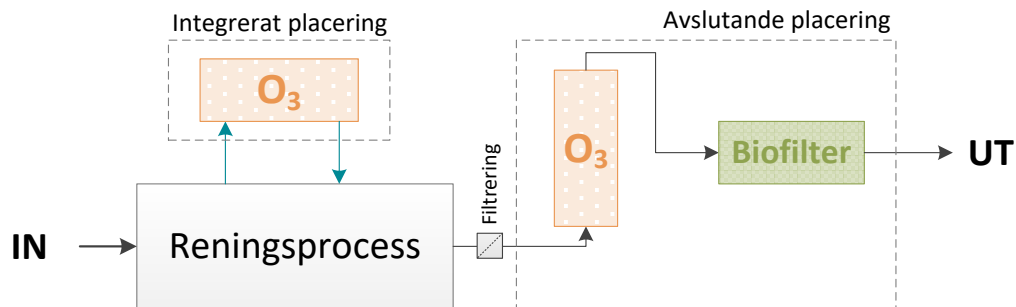 Integrerat placering
Avslutande placering
O₃
O₃
Biofilter
UT
Filtrering
IN
Reningsprocess